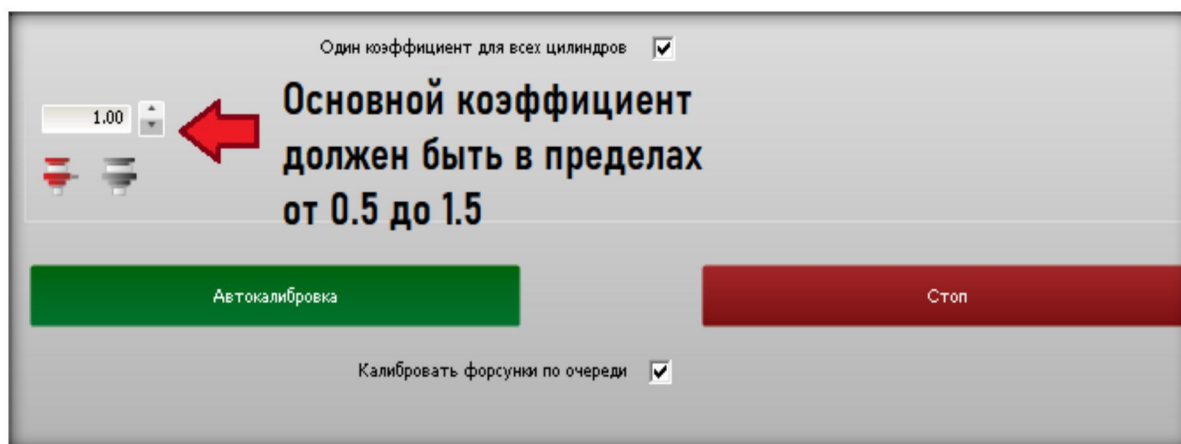 Один коэффициент для всех цилиндров
1.00
Основной коэффициент
должен быть в пределах
от 0.5 до 1.5
Автокалибровка
Стоп
Калибровать форсунки по очереди